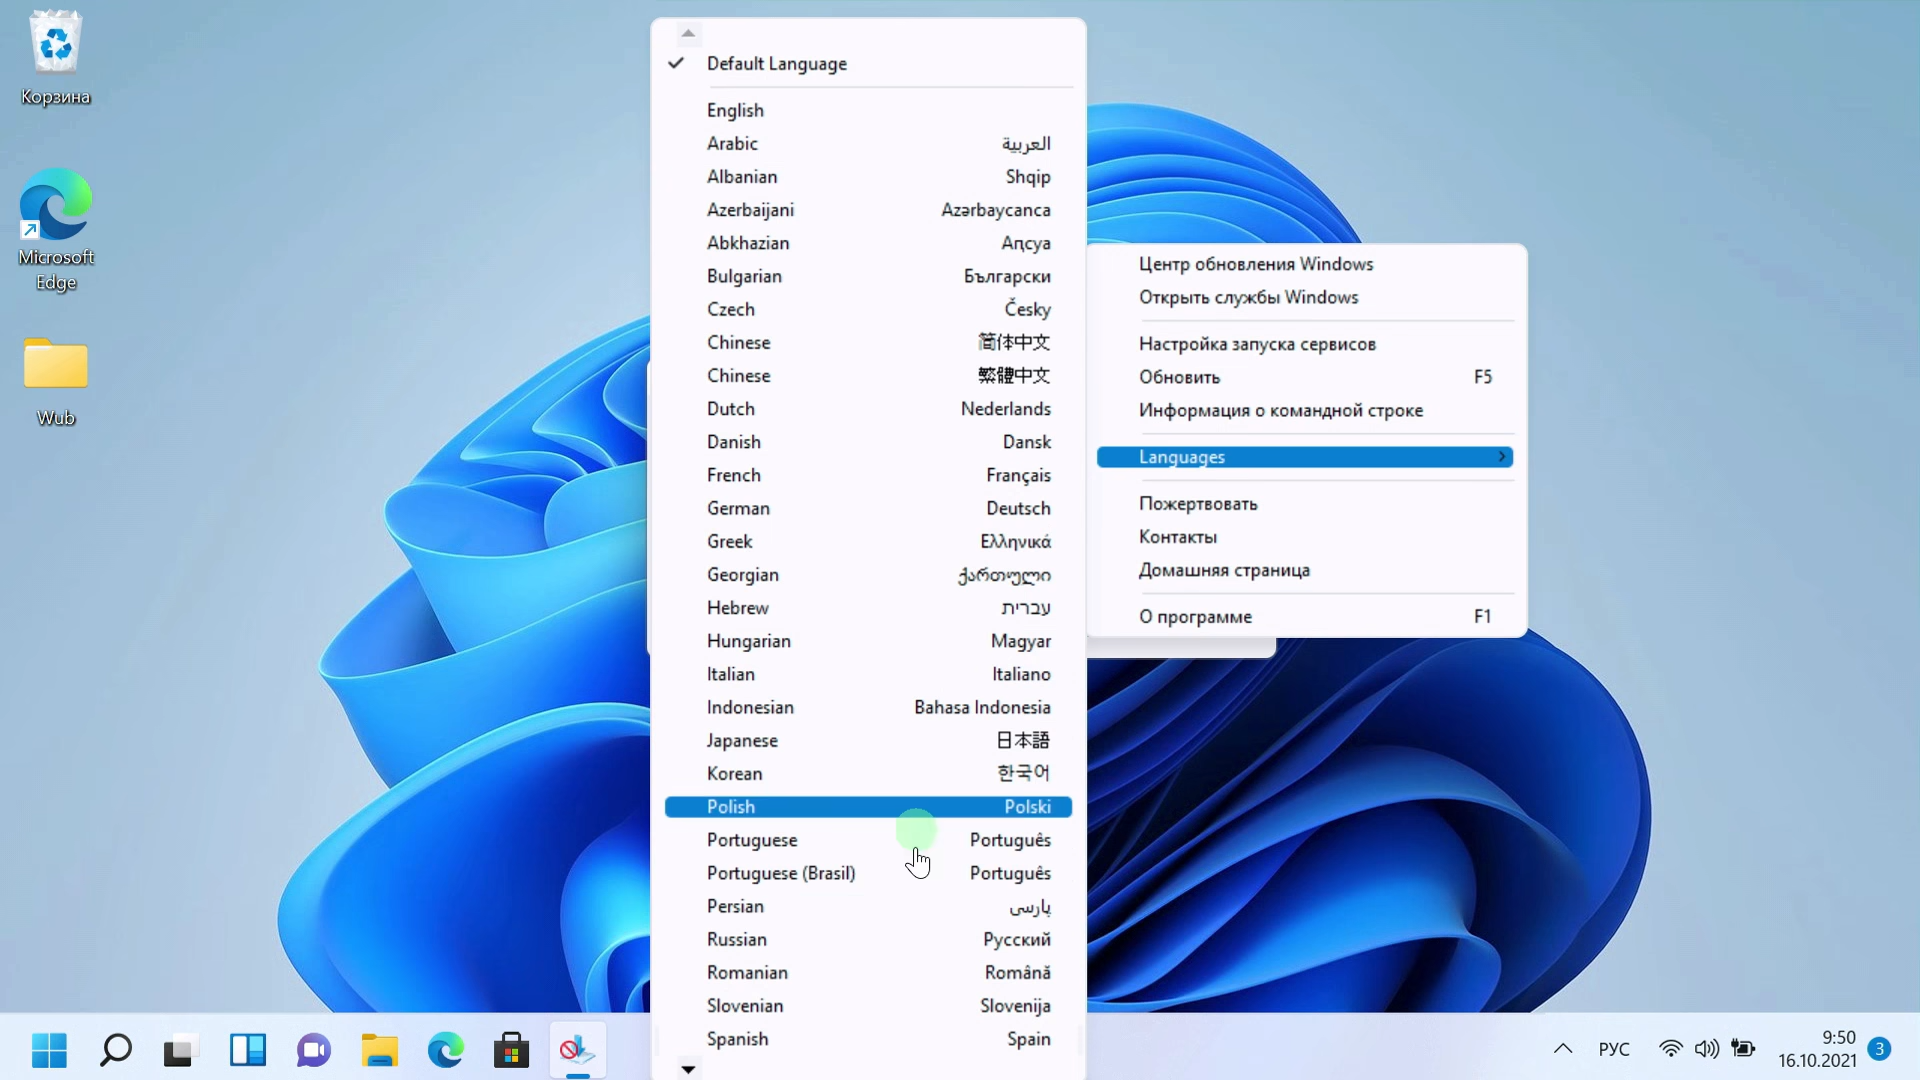 Корзина
Microsoft
Edge
Wub
Default Language
English
Arabic العربية
Albanian Shqip
Azerbaijani Azərbaycanca
Abkhazian Аҧсуа
Bulgarian Български
Czech Česky
Chinese 简体中文
Chinese 繁體中文
Dutch Nederlands
Danish Dansk
French Français
German Deutsch
Greek Ελληνικά
Georgian ქართული
Hebrew עברית
Hungarian Magyar
Italian Italiano
Indonesian Bahasa Indonesia
Japanese 日本語
Korean 한국어
Polish Polski
Portuguese Português
Portuguese (Brasil) Português
Persian پارسی
Russian Русский
Romanian Română
Slovenian Slovenija
Spanish Spain
Центр обновления Windows
Открыть службы Windows
Настройка запуска сервисов
Обновить F5
Информация о командной строке
Languages
Пожертвовать
Контакты
Домашняя страница
О программе F1
РУС
9:50
16.10.2021
3